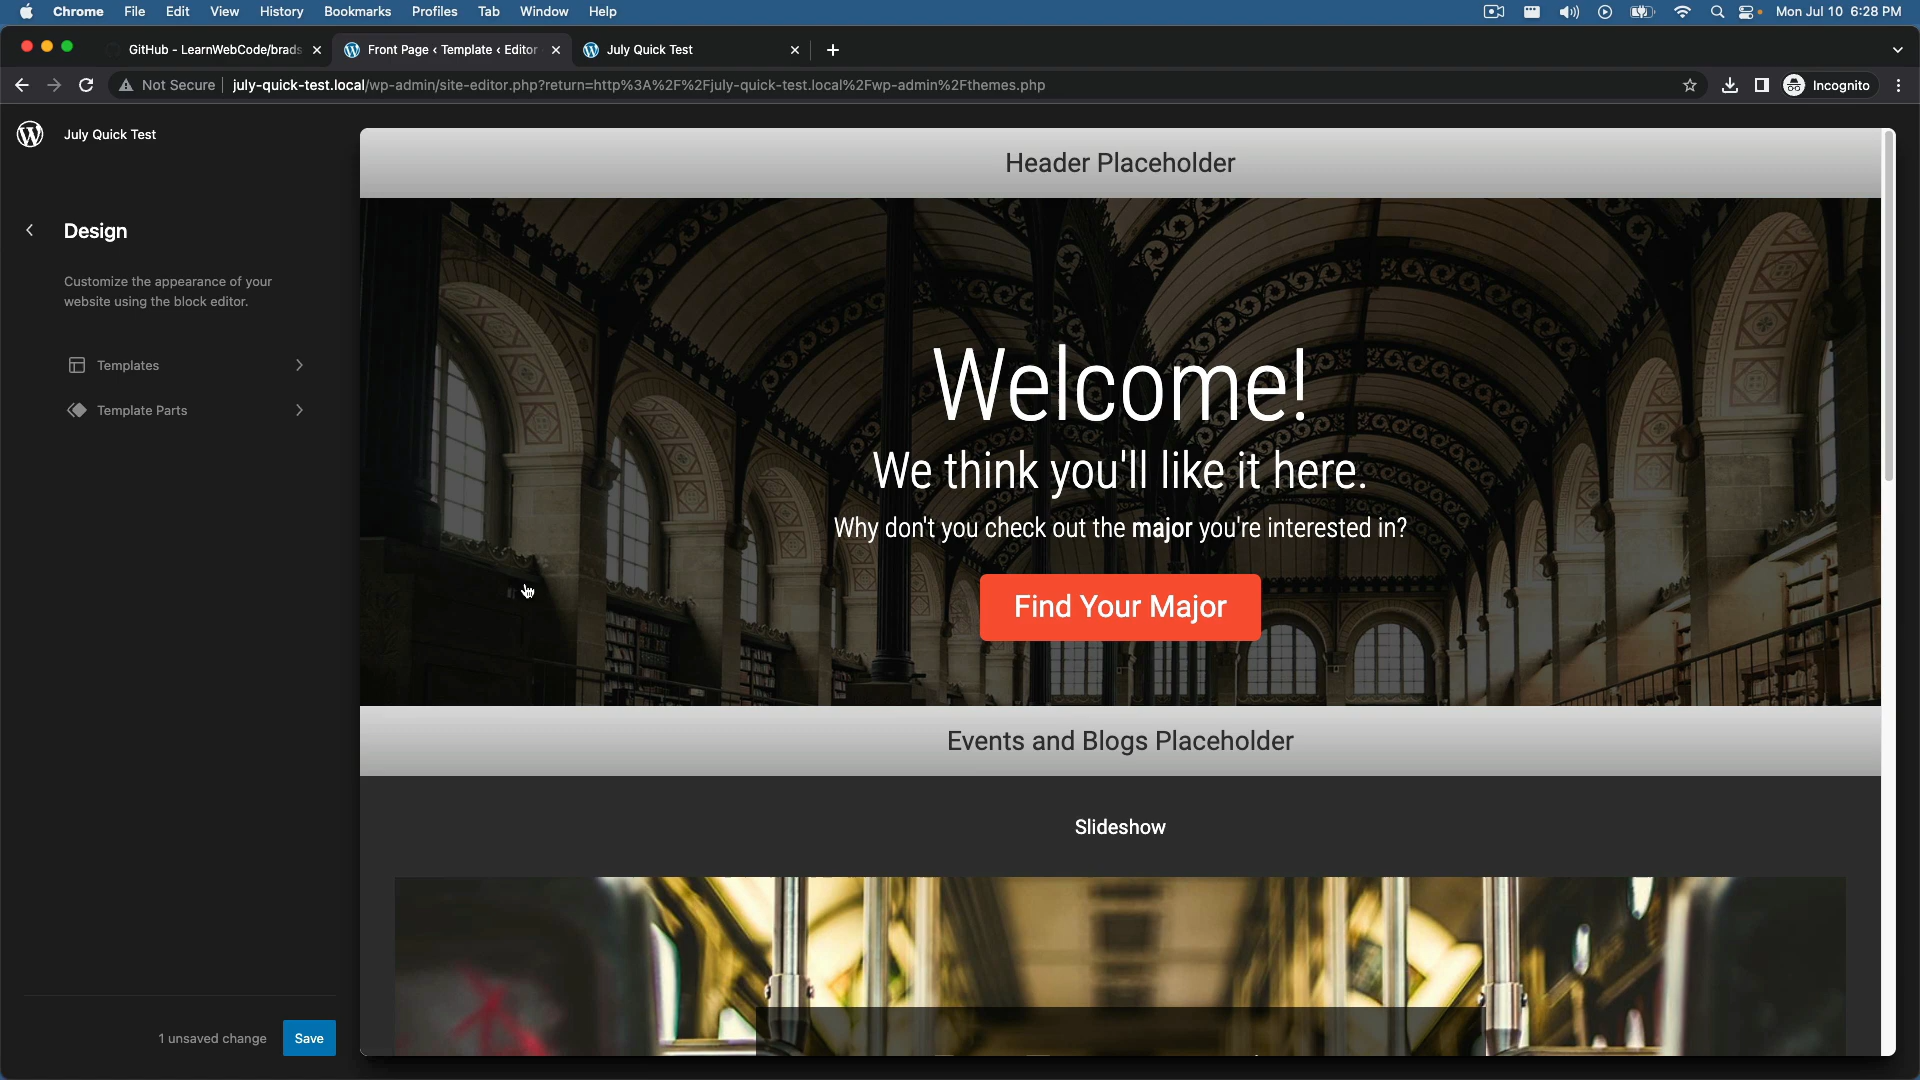 Chrome File Edit View History Bookmarks Profiles Tab Window Help Mon Jul 10 6:28 PM
GitHub - LearnWebCode/brads Front Page ‹ Template ‹ Editor July Quick Test
Not Secure july-quick-test.local/wp-admin/site-editor.php?return=http%3A%2F%2Fjuly-quick-test.local%2Fwp-admin%2Fthemes.php Incognito
July Quick Test
Design
Customize the appearance of your
website using the block editor.
Templates
Template Parts
1 unsaved change Save
Header Placeholder
Welcome!
We think you'll like it here.
Why don't you check out the major you're interested in?
Find Your Major
Events and Blogs Placeholder
Slideshow